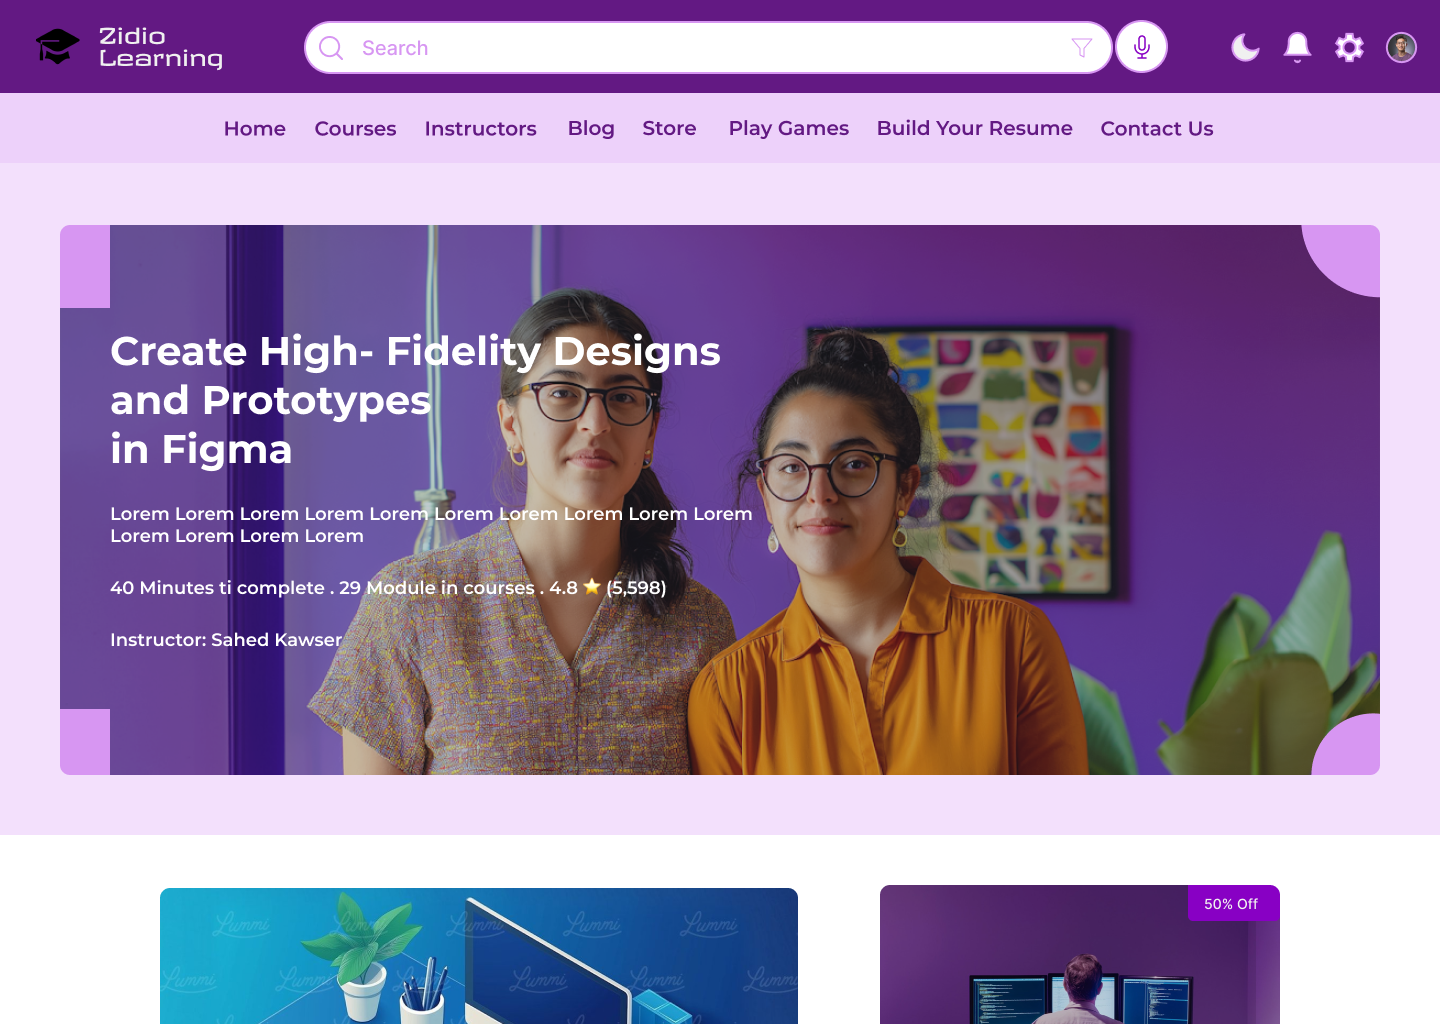 Zidio
Learning
Search
Home Courses Instructors Blog Store Play Games Build Your Resume Contact Us
Create High- Fidelity Designs
and Prototypes
in Figma
Lorem Lorem Lorem Lorem Lorem Lorem Lorem Lorem Lorem Lorem
Lorem Lorem Lorem Lorem
40 Minutes ti complete . 29 Module in courses . 4.8 ⭐ (5,598)
Instructor: Sahed Kawser
50% Off
Lummi Lummi Lummi Lummi Lummi
Lummi Lummi Lummi Lummi Lummi Lummi